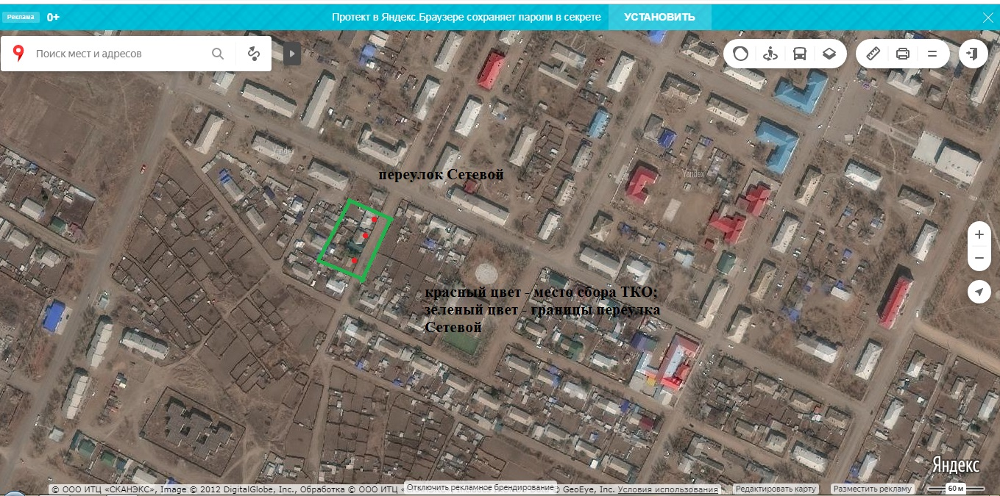 Реклама 0+ Протект в Яндекс.Браузере сохраняет пароли в секрете УСТАНОВИТЬ
Поиск мест и адресов
Yandex
переулок Сетевой
Yandex
красный цвет - место сбора ТКО;
зеленый цвет - границы переулка
Сетевой
Яндекс
© ООО ИТЦ «СКАНЭКС», Image © 2012 DigitalGlobe, Inc., Обработка © ООО ИТЦ « Отключить рекламное брендирование © GeoEye, Inc. Условия использования Редактировать карту Разместить рекламу 60 м